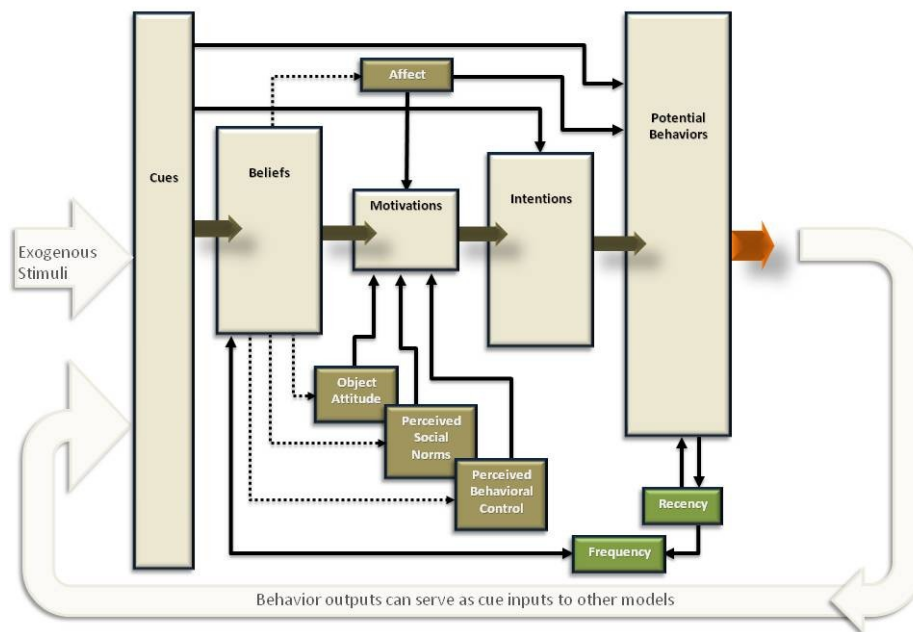 Affect
Potential
Behaviors
Cues
Beliefs
Motivations
Intentions
Exogenous
Stimuli
Object
Attitude
Perceived
Social
Norms
Perceived
Behavioral
Control
Recency
Frequency
Behavior outputs can serve as cue inputs to other models